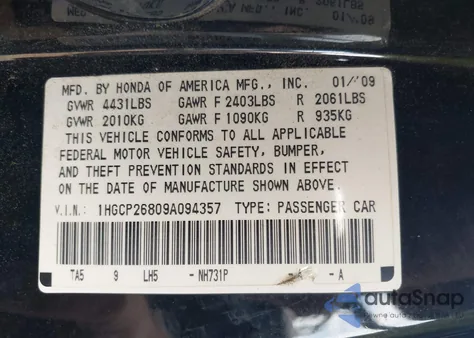 MFD. BY HONDA OF AMERICA MFG., INC. 01/09
GVWR 4431LBS GAWR F 2403LBS R 2061LBS
GVWR 2010KG GAWR F 1090KG R 935KG
THIS VEHICLE CONFORMS TO ALL APPLICABLE
FEDERAL MOTOR VEHICLE SAFETY, BUMPER,
AND THEFT PREVENTION STANDARDS IN EFFECT
ON THE DATE OF MANUFACTURE SHOWN ABOVE.
V.I.N.: 1HGCP26809A094357 TYPE: PASSENGER CAR
TA5 9 LH5 -NH731P - -A
autoSnap